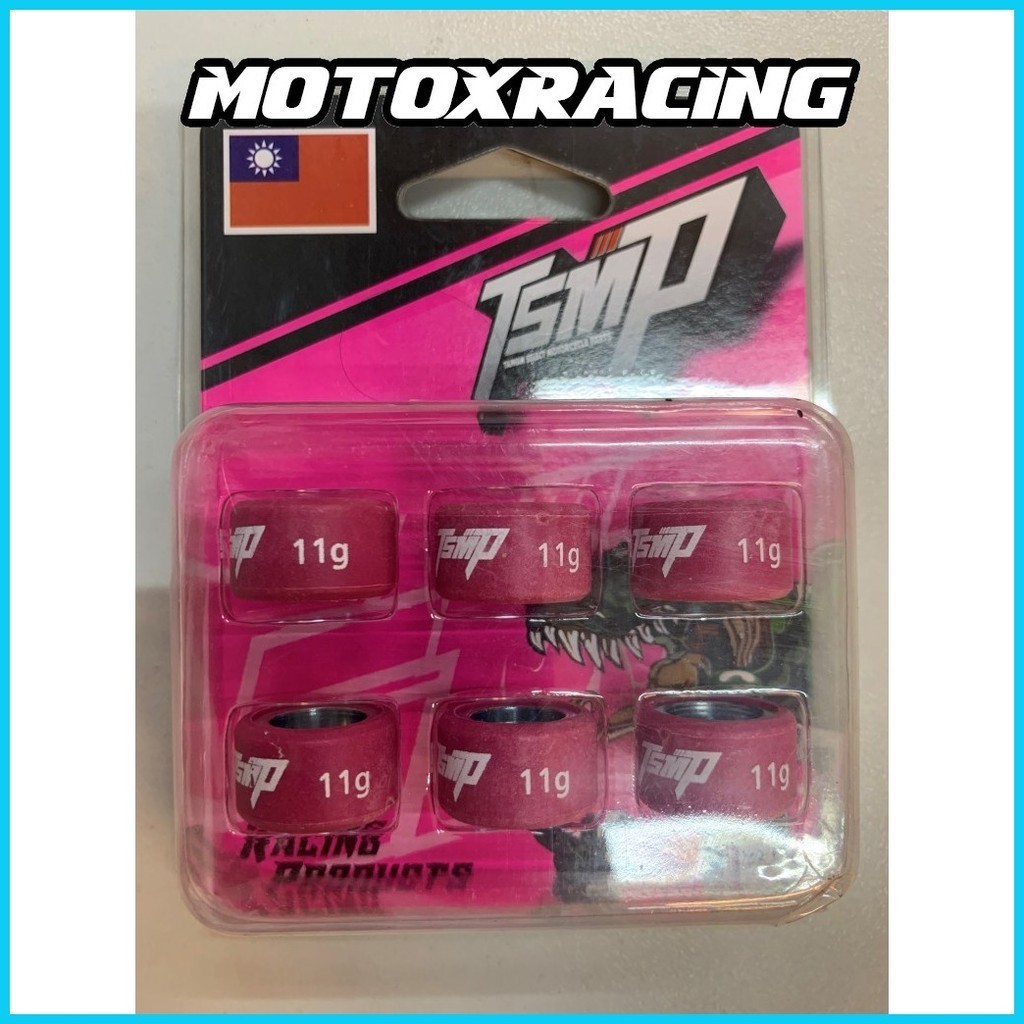 MOTOXRACING
TSMP
TSMP 11g
TSMP 11g
TSMP 11g
TSMP 11g
TSMP 11g
TSMP 11g
RACING
PRODUCTS